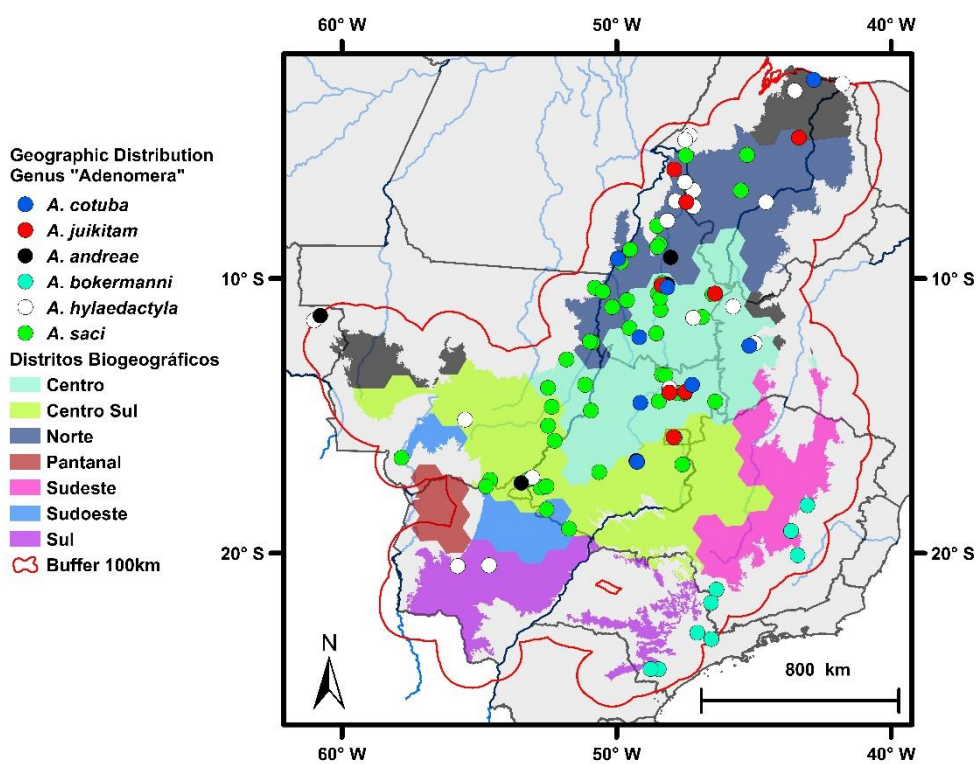 60° W 50° W 40° W
Geographic Distribution
Genus "Adenomera"
A. cotuba
A. juikitam
A. andreae
A. bokermanni
A. hylaedactyla
A. saci
Distritos Biogeográficos
Centro
Centro Sul
Norte
Pantanal
Sudeste
Sudoeste
Sul
Buffer 100km
10° S 10° S
20° S 20° S
N
800 km
60° W 50° W 40° W